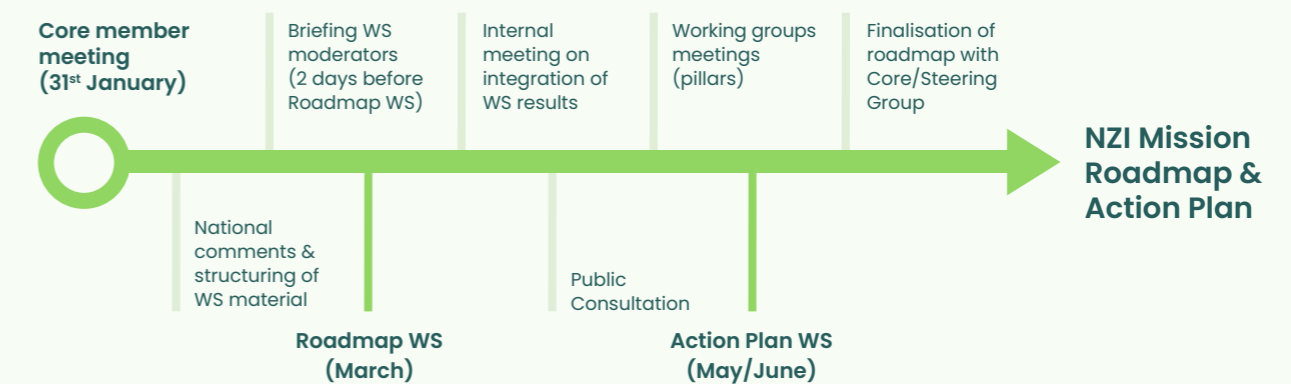 Core member
meeting
(31st January)
Briefing WS
moderators
(2 days before
Roadmap WS)
Internal
meeting on
integration of
WS results
Working groups
meetings
(pillars)
Finalisation of
roadmap with
Core/Steering
Group
NZI Mission
Roadmap &
Action Plan
National
comments &
structuring of
WS material
Roadmap WS
(March)
Public
Consultation
Action Plan WS
(May/June)